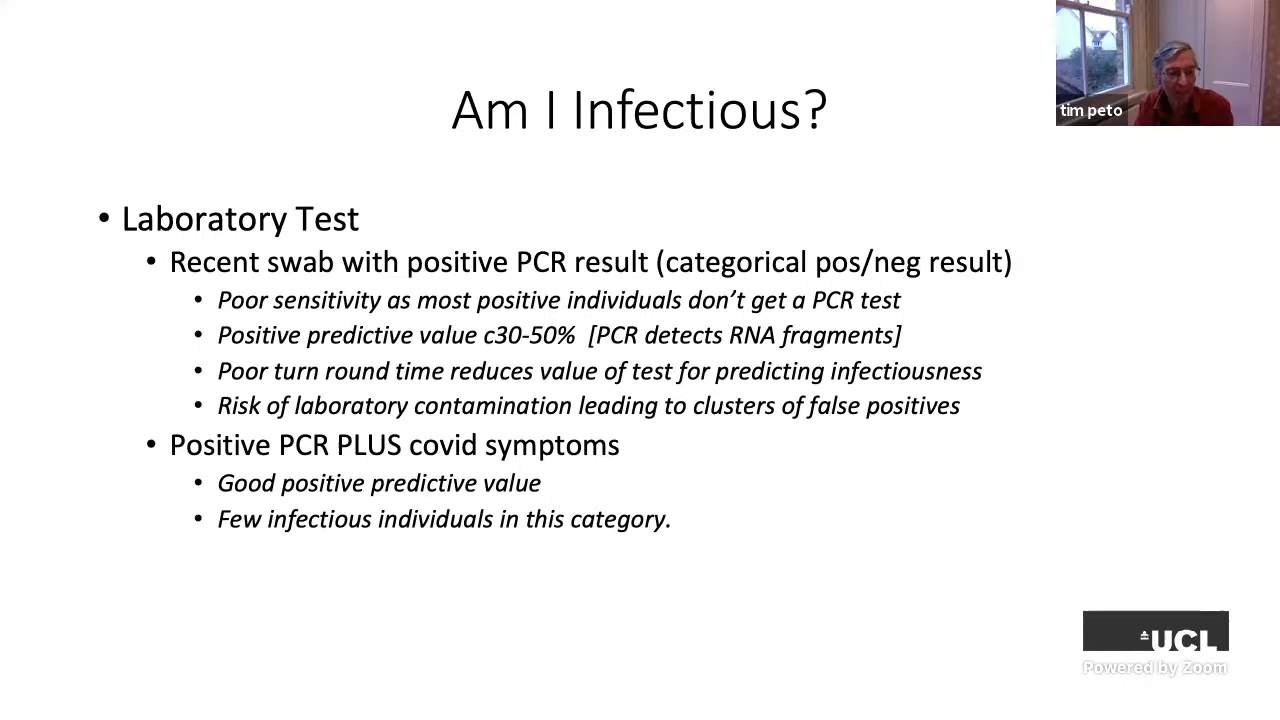 Am I Infectious?
tim peto
• Laboratory Test
• Recent swab with positive PCR result (categorical pos/neg result)
• Poor sensitivity as most positive individuals don’t get a PCR test
• Positive predictive value c30-50% [PCR detects RNA fragments]
• Poor turn round time reduces value of test for predicting infectiousness
• Risk of laboratory contamination leading to clusters of false positives
• Positive PCR PLUS covid symptoms
• Good positive predictive value
• Few infectious individuals in this category.
UCL
Powered by Zoom